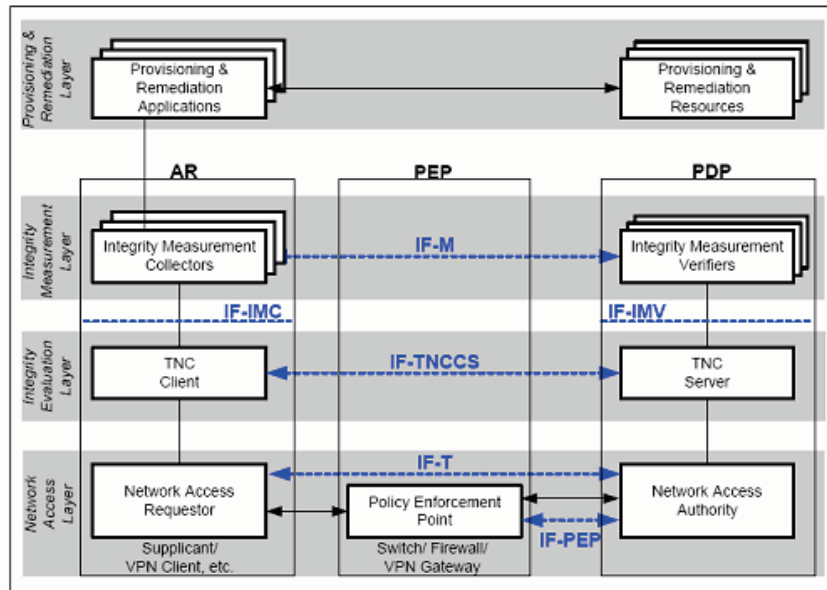 Provisioning &
Remediation
Layer
Provisioning &
Remediation
Applications
Provisioning &
Remediation
Resources
AR
PEP
PDP
Integrity
Measurement
Layer
Integrity Measurement
Collectors
IF-M
Integrity Measurement
Verifiers
IF-IMC
IF-IMV
Integrity
Evaluation
Layer
TNC
Client
IF-TNCCS
TNC
Server
Network
Access
Layer
Network Access
Requestor
IF-T
Policy Enforcement
Point
Network Access
Authority
IF-PEP
Supplicant/
VPN Client, etc.
Switch/ Firewall/
VPN Gateway